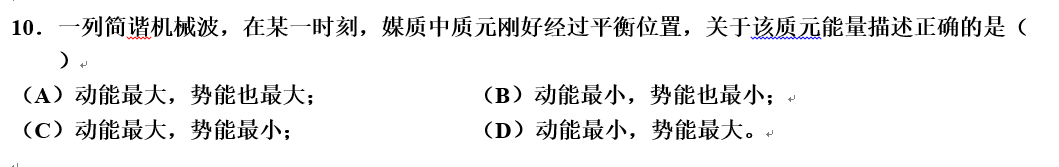 10．一列简谐机械波，在某一时刻，媒质中质元刚好经过平衡位置，关于该质元能量描述正确的是（
）
（A）动能最大，势能也最大； （B）动能最小，势能也最小；
（C）动能最大，势能最小； （D）动能最小，势能最大。